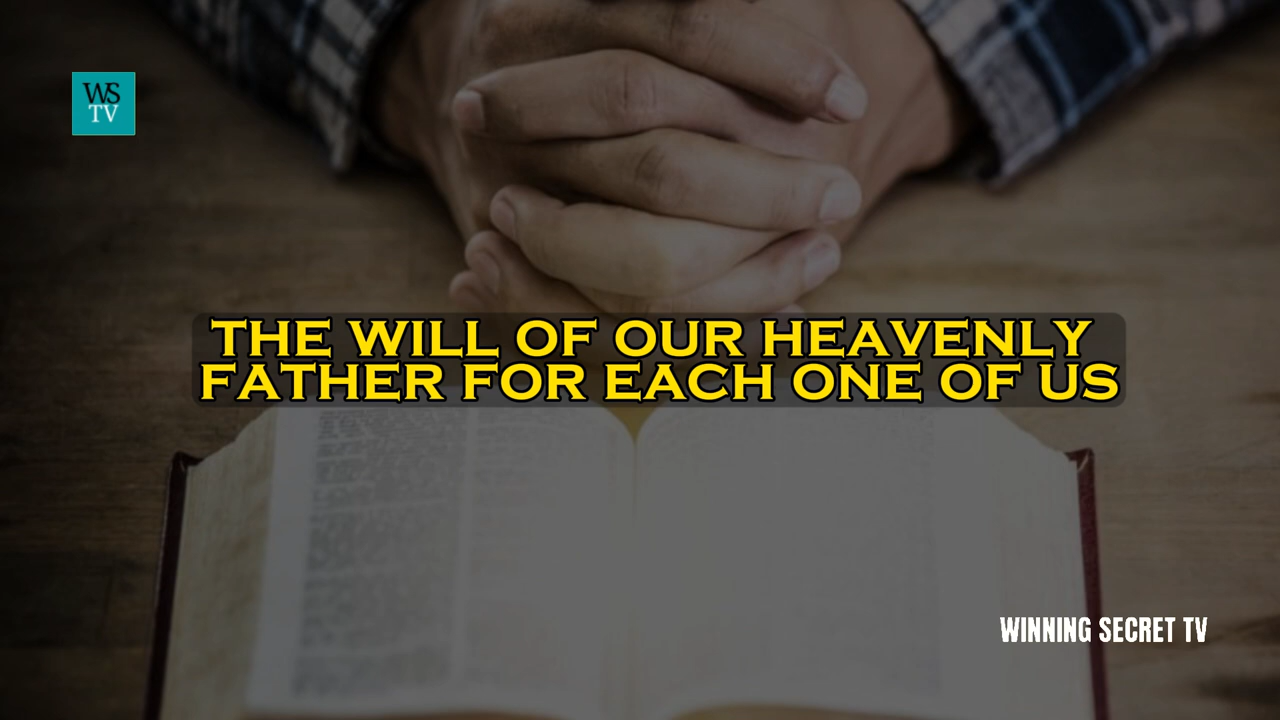 WS
TV
THE WILL OF OUR HEAVENLY
FATHER FOR EACH ONE OF US
WINNING SECRET TV